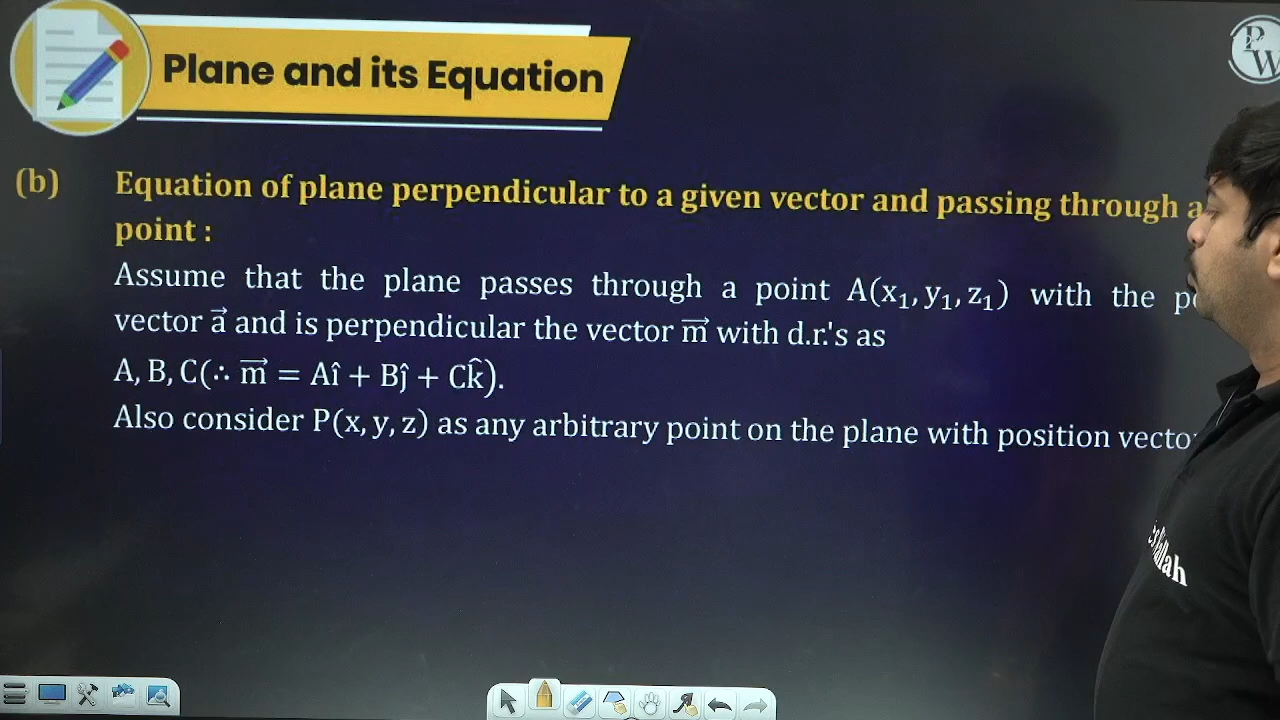 Plane and its Equation
PW
(b) Equation of plane perpendicular to a given vector and passing through a
point :
Assume that the plane passes through a point A(x₁, y₁, z₁) with the
vector a⃗ and is perpendicular the vector m⃗ with d.r.'s as
A, B, C(∴ m⃗ = Aî + Bĵ + Ck̂).
Also consider P(x, y, z) as any arbitrary point on the plane with position